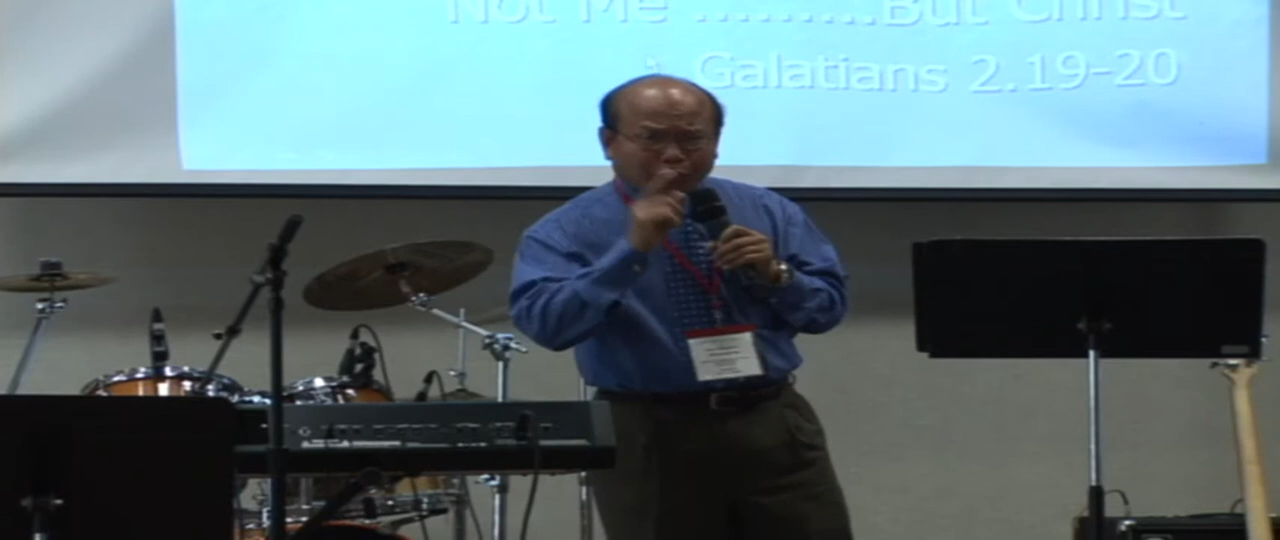 Not Me .........But Christ
Galatians 2.19-20